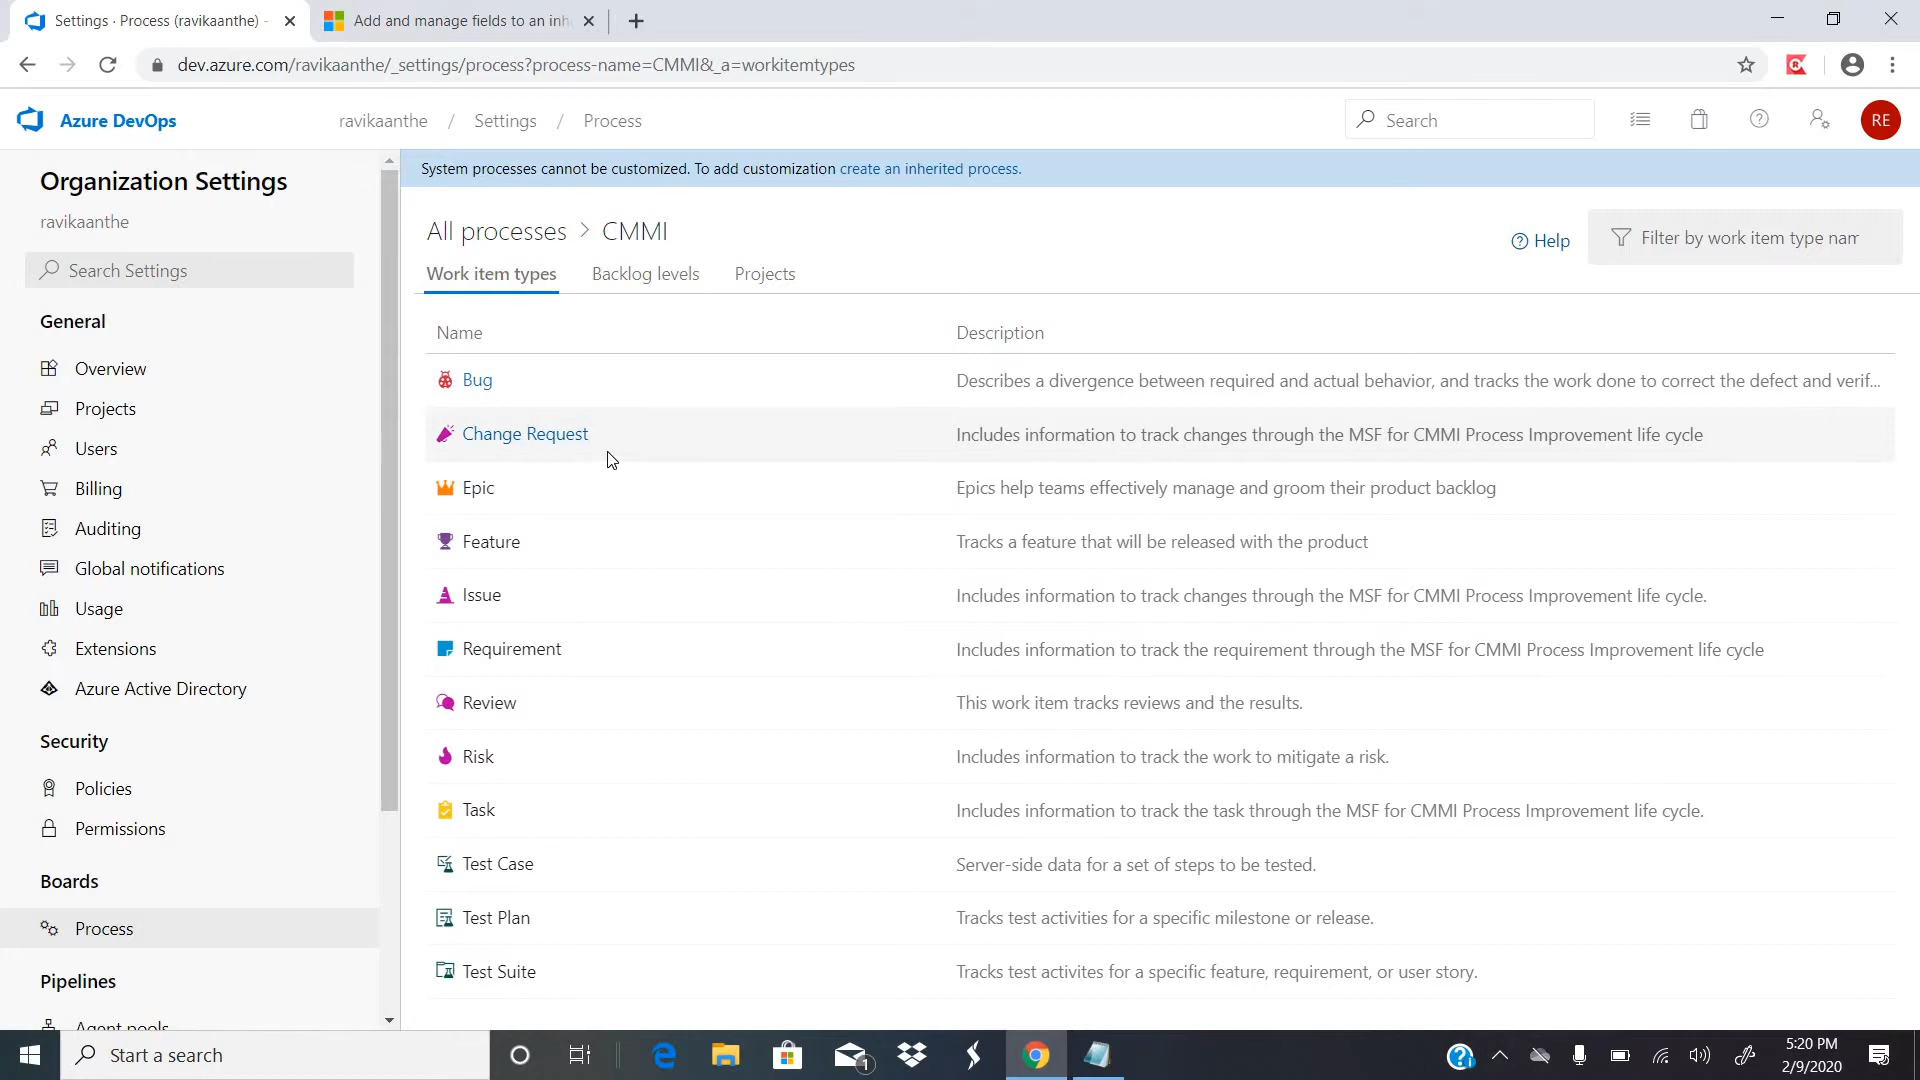 Settings · Process (ravikaanthe) -
Add and manage fields to an inh
dev.azure.com/ravikaanthe/_settings/process?process-name=CMMI&_a=workitemtypes
Azure DevOps
ravikaanthe / Settings / Process
Search
RE
Organization Settings
ravikaanthe
Search Settings
General
Overview
Projects
Users
Billing
Auditing
Global notifications
Usage
Extensions
Azure Active Directory
Security
Policies
Permissions
Boards
Process
Pipelines
Agent pools
System processes cannot be customized. To add customization create an inherited process.
All processes > CMMI
Help
Filter by work item type nam
Work item types Backlog levels Projects
Name Description
Bug Describes a divergence between required and actual behavior, and tracks the work done to correct the defect and verif...
Change Request Includes information to track changes through the MSF for CMMI Process Improvement life cycle
Epic Epics help teams effectively manage and groom their product backlog
Feature Tracks a feature that will be released with the product
Issue Includes information to track changes through the MSF for CMMI Process Improvement life cycle.
Requirement Includes information to track the requirement through the MSF for CMMI Process Improvement life cycle
Review This work item tracks reviews and the results.
Risk Includes information to track the work to mitigate a risk.
Task Includes information to track the task through the MSF for CMMI Process Improvement life cycle.
Test Case Server-side data for a set of steps to be tested.
Test Plan Tracks test activities for a specific milestone or release.
Test Suite Tracks test activites for a specific feature, requirement, or user story.
Start a search
1
5:20 PM
2/9/2020